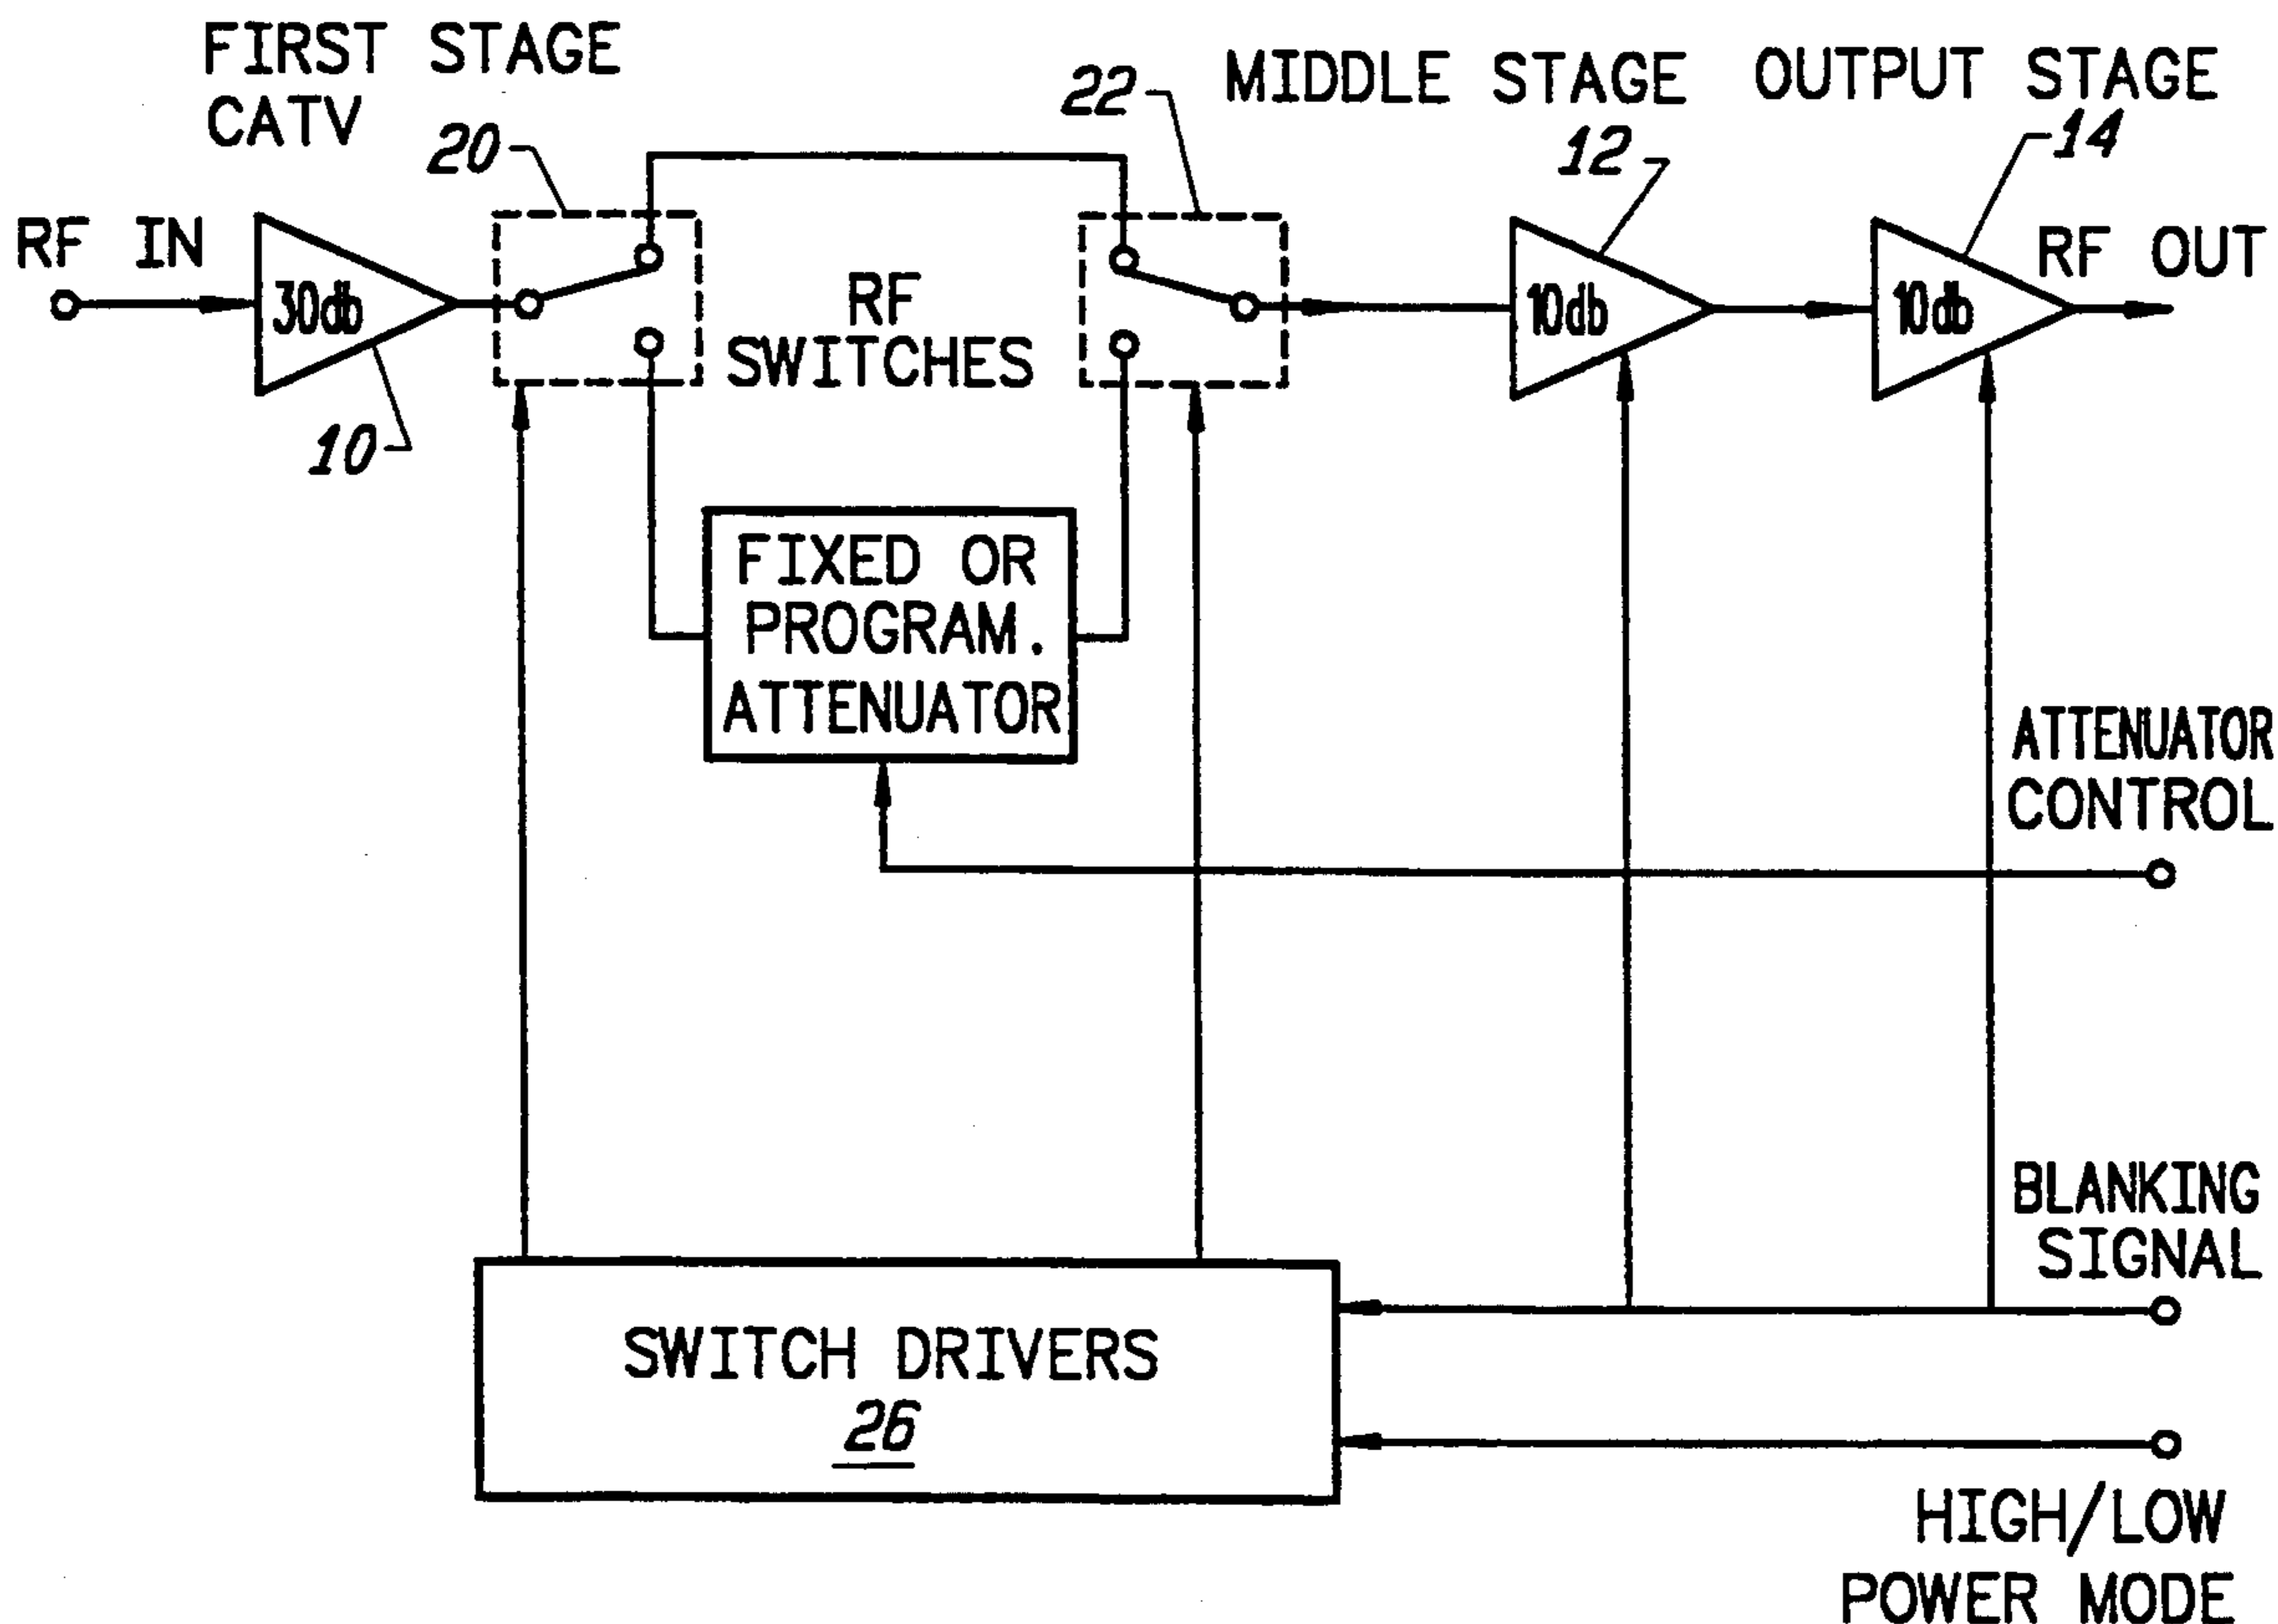 FIRST STAGE
CATV
20
22
MIDDLE STAGE
12
OUTPUT STAGE
14
RF IN
30db
10
RF
SWITCHES
10db
10db
RF OUT
FIXED OR
PROGRAM.
ATTENUATOR
ATTENUATOR
CONTROL
BLANKING
SIGNAL
SWITCH DRIVERS
26
HIGH/LOW
POWER MODE